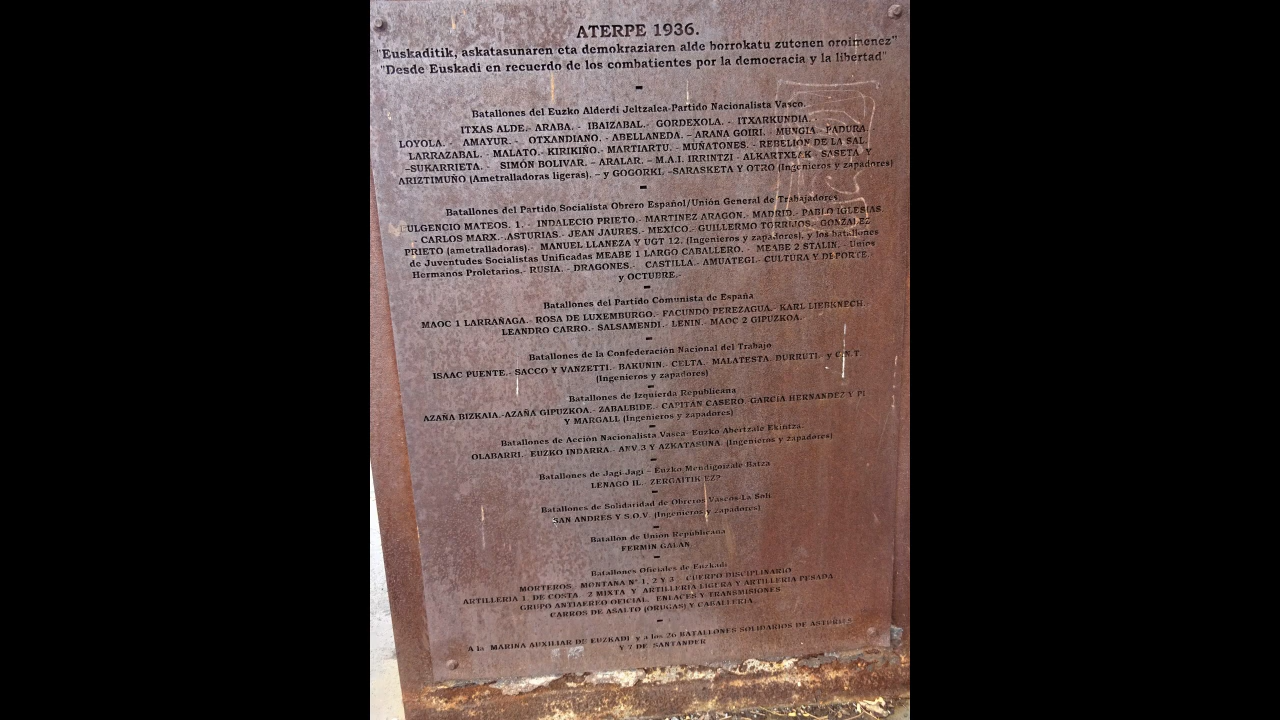 ATERPE 1936.
"Euskaditik, askatasunaren eta demokraziaren alde borrokatu zutenen oroimenez"
"Desde Euskadi en recuerdo de los combatientes por la democracia y la libertad"
-
Batallones del Euzko Alderdi Jeltzalea-Partido Nacionalista Vasco.
ITXAS ALDE.- ARABA. - IBAIZABAL.- GORDEXOLA. - ITXARKUNDIA. -
LOYOLA. - AMAYUR. - OTXANDIANO. - ABELLANEDA. – ARANA GOIRI. - MUNGIA - PADURA. -
LARRAZABAL. - MALATO.- KIRIKIÑO.- MARTIARTU. - MUÑATONES. - REBELION DE LA SAL.
–SUKARRIETA. - SIMÓN BOLIVAR. – ARALAR. – M.A.I. IRRINTZI - ALKARTXEAK - SASETA. Y
ARIZTIMUÑO (Ametralladoras ligeras). – y GOGORKI. –SARASKETA Y OTRO (Ingenieros y zapadores)
-
Batallones del Partido Socialista Obrero Español/Unión General de Trabajadores
FULGENCIO MATEOS. 1. - INDALECIO PRIETO.- MARTINEZ ARAGON.- MADRID.- PABLO IGLESIAS.
CARLOS MARX.- ASTURIAS.- JEAN JAURES.- MEXICO.- GUILLERMO TORRIJOS.- GONZALEZ
PRIETO (ametralladoras).- MANUEL LLANEZA Y UGT 12. (Ingenieros y zapadores), y los batallones
de Juventudes Socialistas Unificadas MEABE 1 LARGO CABALLERO. - MEABE 2 STALIN. - Unios
Hermanos Proletarios.- RUSIA. - DRAGONES.- CASTILLA.- AMUATEGI.- CULTURA Y DEPORTE.
y OCTUBRE.-
-
Batallones del Partido Comunista de España
MAOC 1 LARRAÑAGA.- ROSA DE LUXEMBURGO.- FACUNDO PEREZAGUA.- KARL LIEBKNECH.-
LEANDRO CARRO.- SALSAMENDI.- LENIN.- MAOC 2 GIPUZKOA.
-
Batallones de la Confederación Nacional del Trabajo
ISAAC PUENTE.- SACCO Y VANZETTI.- BAKUNIN.- CELTA.- MALATESTA. DURRUTI.- y C.N.T.
(Ingenieros y zapadores)
-
Batallones de Izquierda Republicana
AZAÑA BIZKAIA.-AZAÑA GIPUZKOA.- ZABALBIDE.- CAPITÁN CASERO. GARCIA HERNANDEZ Y PI
Y MARGALL (Ingenieros y zapadores)
-
Batallones de Acción Nacionalista Vasca- Euzko Abertzale Ekintza.
OLABARRI.- EUZKO INDARRA.- ANV.3 Y AZKATASUNA. (Ingenieros y zapadores)
-
Batallones de Jagi-Jagi – Euzko Mendigoizale Batza
LENAGO IL.- ZERGAITIK EZ?
-
Batallones de Solidaridad de Obreros Vascos-La Soli
SAN ANDRES Y S.O.V. (Ingenieros y zapadores)
-
Batallón de Unión Republicana
FERMIN GALAN
-
Batallones Oficiales de Euzkadi
MORTEROS, MONTAÑA Nº 1, 2 Y 3 CUERPO DISCIPLINARIO
ARTILLERIA 1 DE COSTA 2 MIXTA Y ARTILLERIA LIGERA Y ARTILLERIA PESADA
GRUPO ANTIAEREO OFICIAL. ENLACES Y TRANSMISIONES
CARROS DE ASALTO (ORUGAS) Y CABALLERIA.
-
A la MARINA AUXILIAR DE EUZKADI y a los 26 BATALLONES SOLIDARIOS DE ASTURIES
Y 7 DE SANTANDER